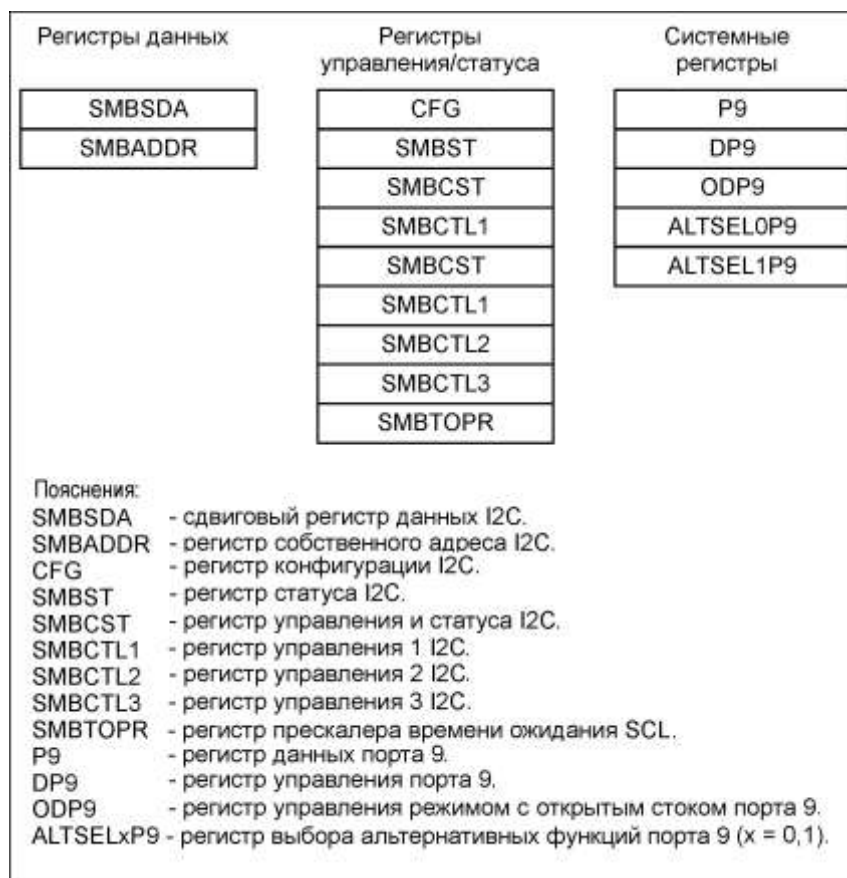 Регистры данных
Регистры
управления/статуса
Системные
регистры
SMBSDA
SMBADDR
CFG
SMBST
SMBCST
SMBCTL1
SMBCST
SMBCTL1
SMBCTL2
SMBCTL3
SMBTOPR
P9
DP9
ODP9
ALTSEL0P9
ALTSEL1P9
Пояснения:
SMBSDA - сдвиговый регистр данных I2C.
SMBADDR - регистр собственного адреса I2C.
CFG - регистр конфигурации I2C.
SMBST - регистр статуса I2C.
SMBCST - регистр управления и статуса I2C.
SMBCTL1 - регистр управления 1 I2C.
SMBCTL2 - регистр управления 2 I2C.
SMBCTL3 - регистр управления 3 I2C.
SMBTOPR - регистр прескалера времени ожидания SCL.
P9 - регистр данных порта 9.
DP9 - регистр управления порта 9.
ODP9 - регистр управления режимом с открытым стоком порта 9.
ALTSELxP9 - регистр выбора альтернативных функций порта 9 (x = 0,1).